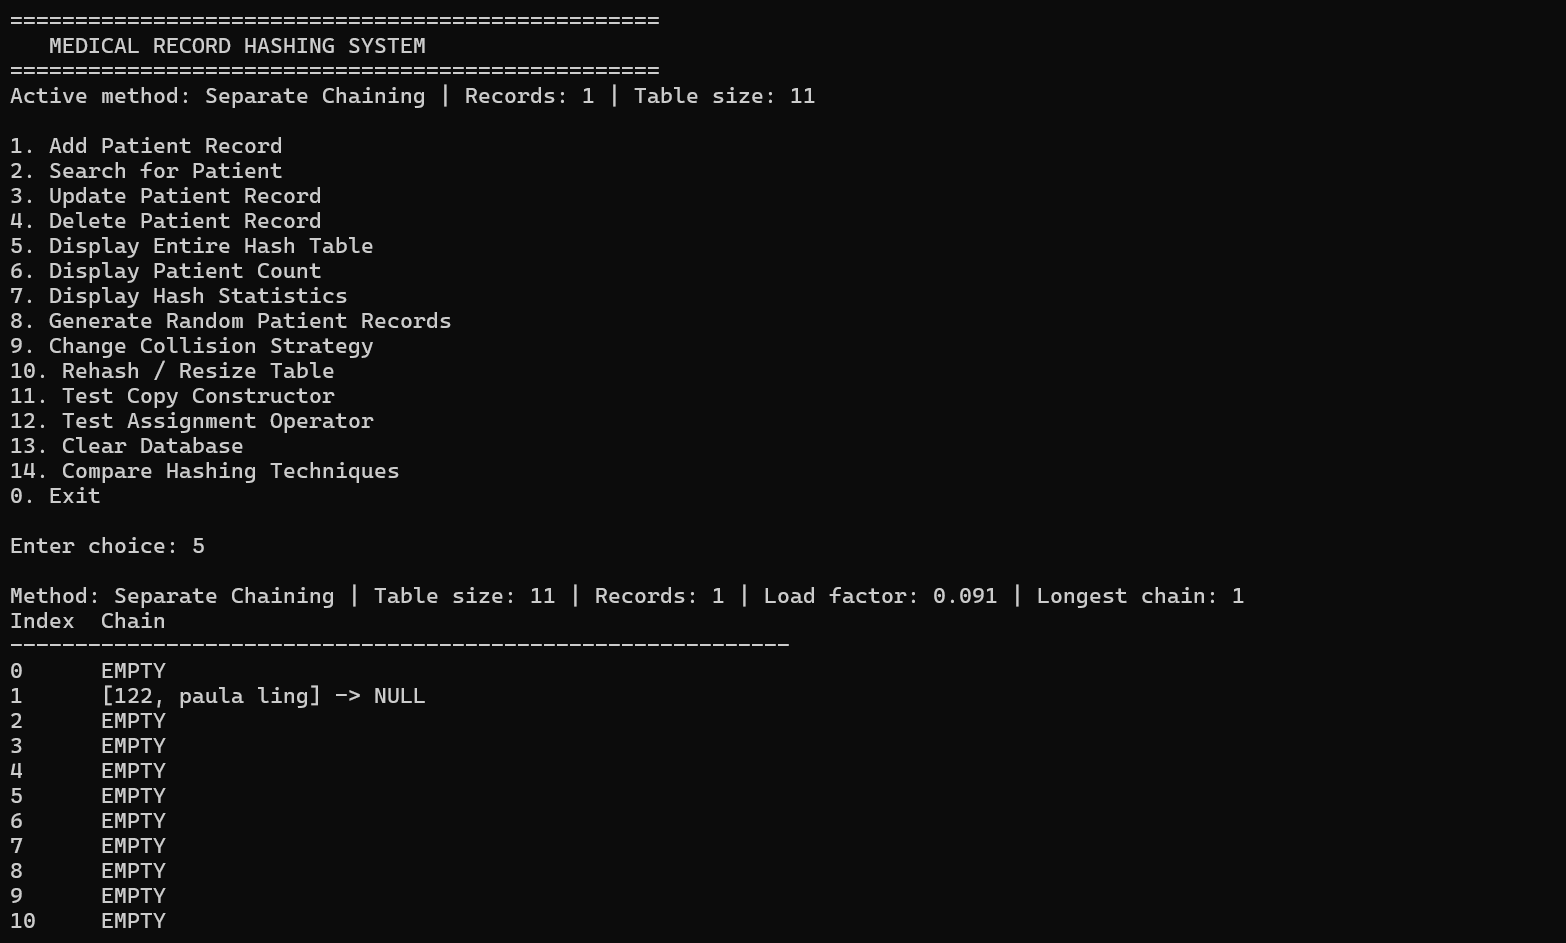 ==================================================
   MEDICAL RECORD HASHING SYSTEM
==================================================
Active method: Separate Chaining | Records: 1 | Table size: 11

1. Add Patient Record
2. Search for Patient
3. Update Patient Record
4. Delete Patient Record
5. Display Entire Hash Table
6. Display Patient Count
7. Display Hash Statistics
8. Generate Random Patient Records
9. Change Collision Strategy
10. Rehash / Resize Table
11. Test Copy Constructor
12. Test Assignment Operator
13. Clear Database
14. Compare Hashing Techniques
0. Exit

Enter choice: 5

Method: Separate Chaining | Table size: 11 | Records: 1 | Load factor: 0.091 | Longest chain: 1
Index  Chain
------------------------------------------------------------
0      EMPTY
1      [122, paula ling] -> NULL
2      EMPTY
3      EMPTY
4      EMPTY
5      EMPTY
6      EMPTY
7      EMPTY
8      EMPTY
9      EMPTY
10     EMPTY